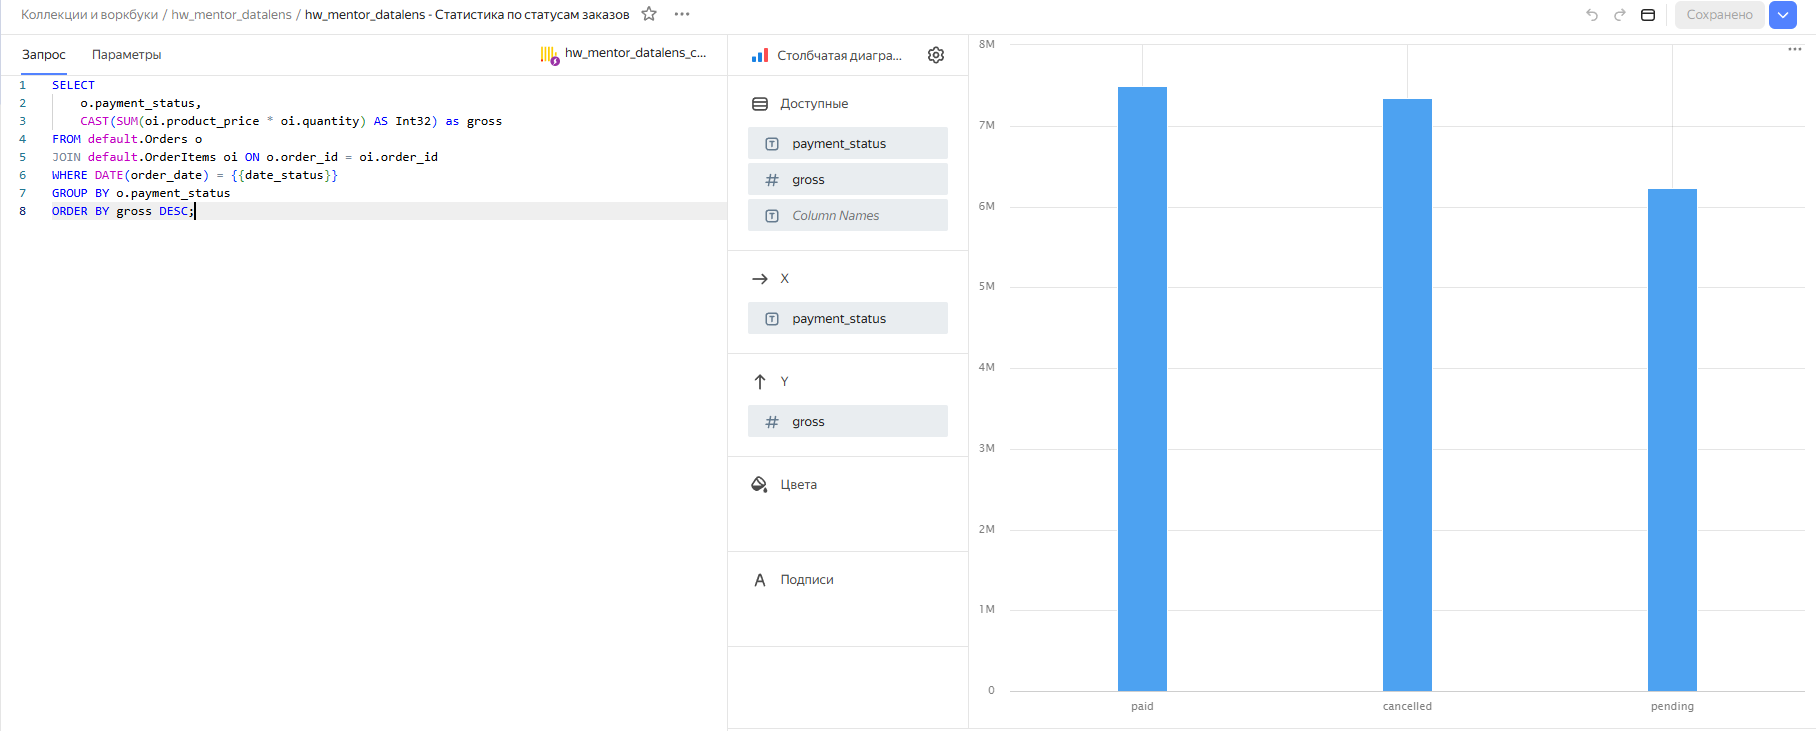 Коллекции и воркбуки / hw_mentor_datalens / hw_mentor_datalens - Статистика по статусам заказов
Сохранено
Запрос
Параметры
hw_mentor_datalens_c...
1 SELECT
2 o.payment_status,
3 CAST(SUM(oi.product_price * oi.quantity) AS Int32) as gross
4 FROM default.Orders o
5 JOIN default.OrderItems oi ON o.order_id = oi.order_id
6 WHERE DATE(order_date) = {{date_status}}
7 GROUP BY o.payment_status
8 ORDER BY gross DESC;
Столбчатая диагра...
Доступные
payment_status
gross
Column Names
X
payment_status
Y
gross
Цвета
Подписи
8M
7M
6M
5M
4M
3M
2M
1M
0
paid
cancelled
pending